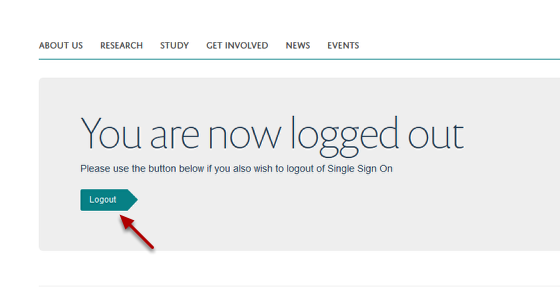 ABOUT US RESEARCH STUDY GET INVOLVED NEWS EVENTS
You are now logged out
Please use the button below if you also wish to logout of Single Sign On
Logout